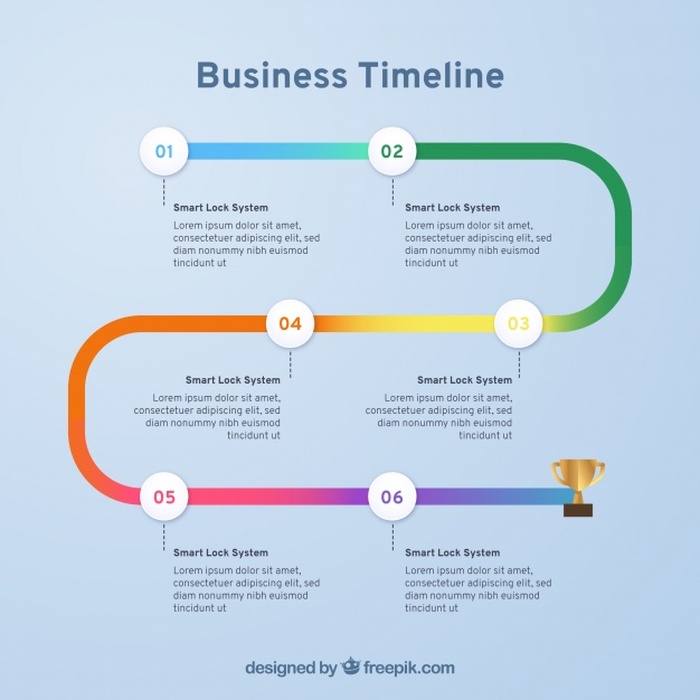 Business Timeline
01
02
Smart Lock System
Lorem ipsum dolor sit amet,
consectetuer adipiscing elit, sed
diam nonummy nibh euismod
tincidunt ut
Smart Lock System
Lorem ipsum dolor sit amet,
consectetuer adipiscing elit, sed
diam nonummy nibh euismod
tincidunt ut
04
03
Smart Lock System
Lorem ipsum dolor sit amet,
consectetuer adipiscing elit, sed
diam nonummy nibh euismod
tincidunt ut
Smart Lock System
Lorem ipsum dolor sit amet,
consectetuer adipiscing elit, sed
diam nonummy nibh euismod
tincidunt ut
05
06
Smart Lock System
Lorem ipsum dolor sit amet,
consectetuer adipiscing elit, sed
diam nonummy nibh euismod
tincidunt ut
Smart Lock System
Lorem ipsum dolor sit amet,
consectetuer adipiscing elit, sed
diam nonummy nibh euismod
tincidunt ut
designed by freepik.com